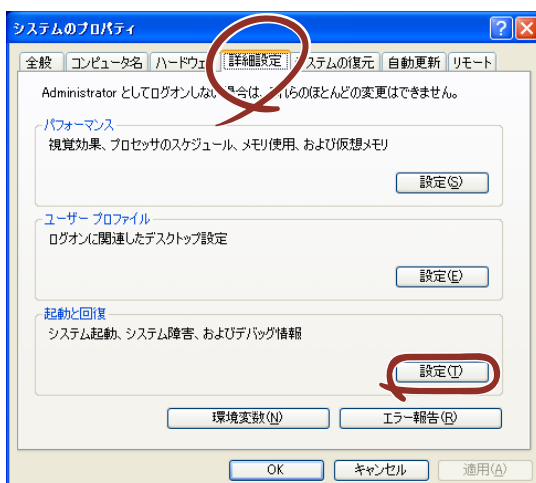 システムのプロパティ
全般 コンピュータ名 ハードウェ 詳細設定 ステムの復元 自動更新 リモート
Administrator としてログオンしない場合は、これらのほとんどの変更はできません。
パフォーマンス
視覚効果、プロセッサのスケジュール、メモリ使用、および仮想メモリ
設定(S)
ユーザー プロファイル
ログオンに関連したデスクトップ設定
設定(E)
起動と回復
システム起動、システム障害、およびデバッグ情報
設定(T)
環境変数(N) エラー報告(R)
OK キャンセル 適用(A)